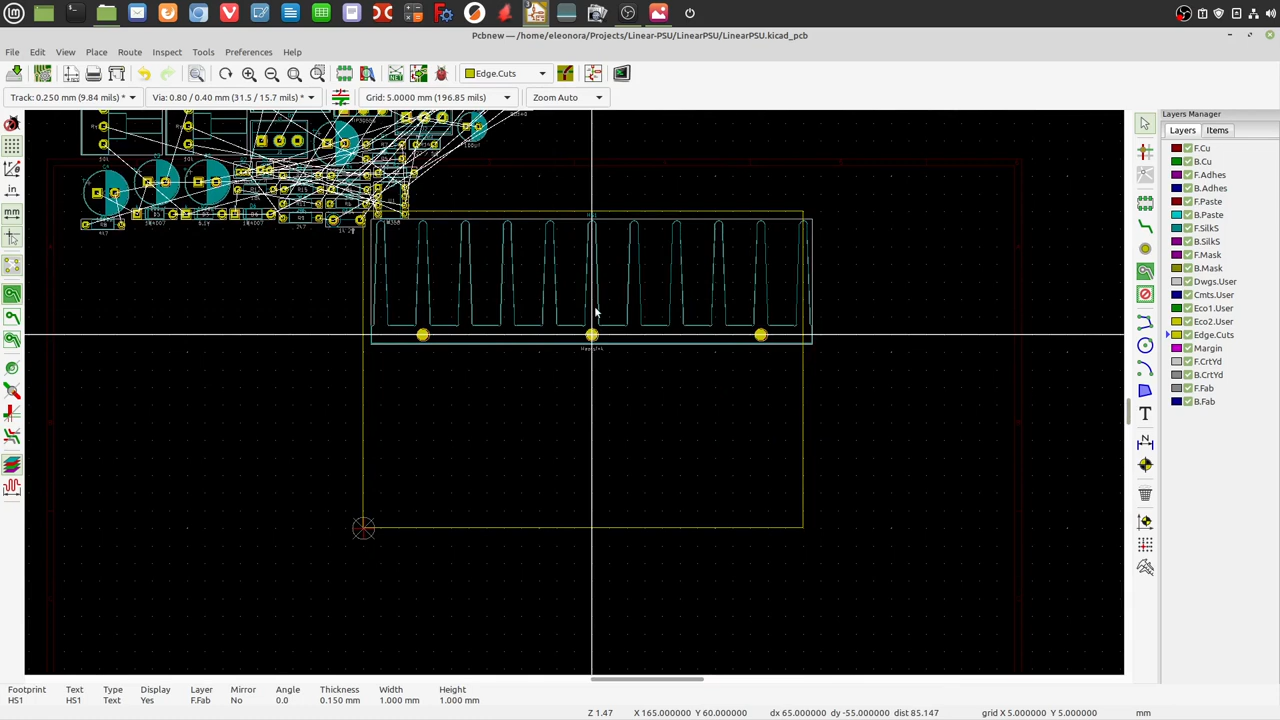 Pcbnew — /home/eleonora/Projects/Linear-PSU/LinearPSU/LinearPSU.kicad_pcb
File Edit View Place Route Inspect Tools Preferences Help
Edge.Cuts
Track: 0.250 mm (9.84 mils) *
Via: 0.80 / 0.40 mm (31.5 / 15.7 mils) *
Grid: 5.0000 mm (196.85 mils)
Zoom Auto
in
mm
NET
T
N
HS1
Heatsink
Layers Manager
Layers Items
F.Cu
B.Cu
F.Adhes
B.Adhes
F.Paste
B.Paste
F.SilkS
B.SilkS
F.Mask
B.Mask
Dwgs.User
Cmts.User
Eco1.User
Eco2.User
Edge.Cuts
Margin
F.CrtYd
B.CrtYd
F.Fab
B.Fab
Footprint Text Type Display Layer Mirror Angle Thickness Width Height
HS1 HS1 Text Yes F.Fab No 0.0 0.150 mm 1.000 mm 1.000 mm
Z 1.47 X 165.000000 Y 60.000000 dx 65.000000 dy -55.000000 dist 85.147 grid X 5.000000 Y 5.000000 mm